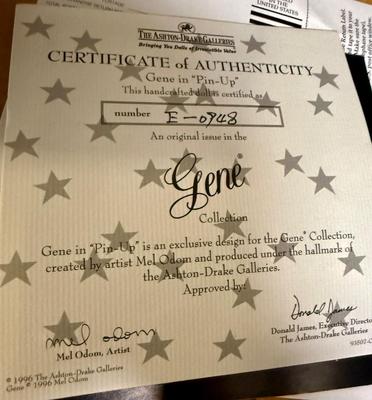 THE ASHTON-DRAKE GALLERIES
Bringing You Dolls of Irresistible Value
CERTIFICATE OF AUTHENTICITY
Gene in "Pin-Up"
This handcrafted doll is certified as
number E-0948
An original issue in the
Gene®
Collection
Gene in "Pin-Up" is an exclusive design for the Gene® Collection,
created by artist Mel Odom and produced under the hallmark of
the Ashton-Drake Galleries.
Approved by:
mel odom
Mel Odom, Artist
Donald James
Donald James, Executive Directo
The Ashton-Drake Galleries
© 1996 The Ashton-Drake Galleries
Gene ® 1996 Mel Odom
UNITED STATES